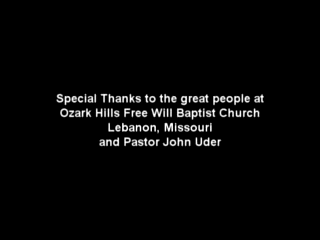 Special Thanks to the great people at
Ozark Hills Free Will Baptist Church
Lebanon, Missouri
and Pastor John Uder